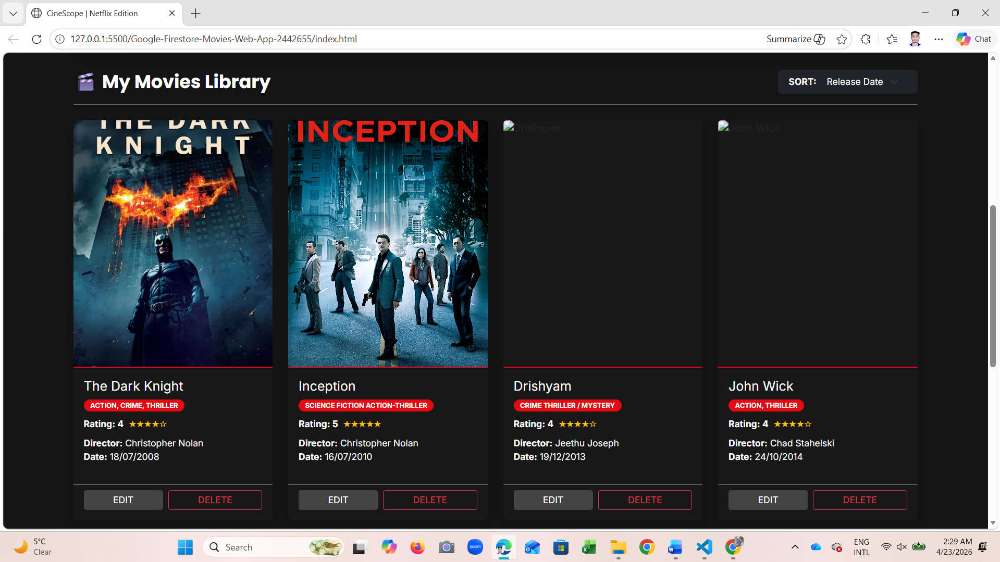 CineScope | Netflix Edition
127.0.0.1:5500/Google-Firestore-Movies-Web-App-2442655/index.html
Summarize
Chat
My Movies Library
SORT: Release Date
THE DARK
KNIGHT
INCEPTION
Drishyam
John Wick
The Dark Knight
ACTION, CRIME, THRILLER
Rating: 4 ★★★★☆
Director: Christopher Nolan
Date: 18/07/2008
EDIT
DELETE
Inception
SCIENCE FICTION ACTION-THRILLER
Rating: 5 ★★★★★
Director: Christopher Nolan
Date: 16/07/2010
EDIT
DELETE
Drishyam
CRIME THRILLER / MYSTERY
Rating: 4 ★★★★☆
Director: Jeethu Joseph
Date: 19/12/2013
EDIT
DELETE
John Wick
ACTION, THRILLER
Rating: 4 ★★★★☆
Director: Chad Stahelski
Date: 24/10/2014
EDIT
DELETE
5°C
Clear
Search
zoom
ENG
INTL
2:29 AM
4/23/2026